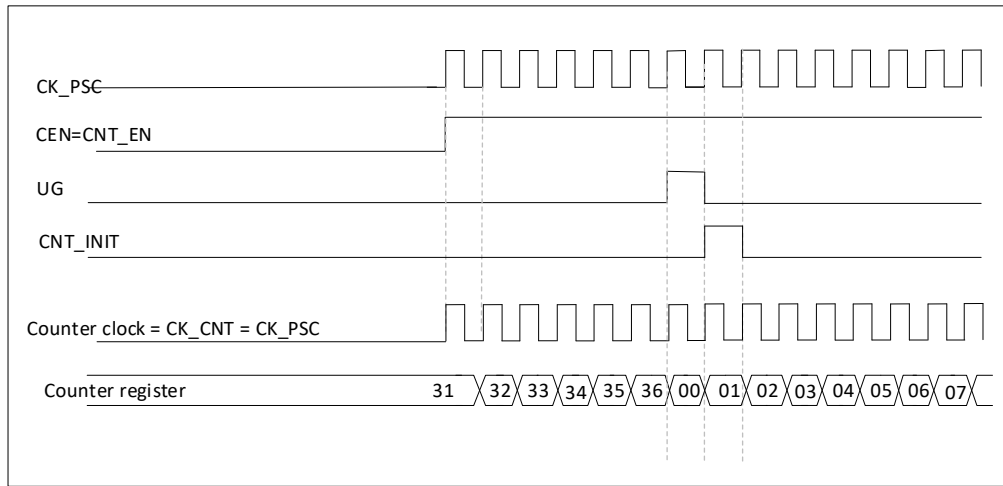 CK_PSC
CEN=CNT_EN
UG
CNT_INIT
Counter clock = CK_CNT = CK_PSC
Counter register 31 32 33 34 35 36 00 01 02 03 04 05 06 07